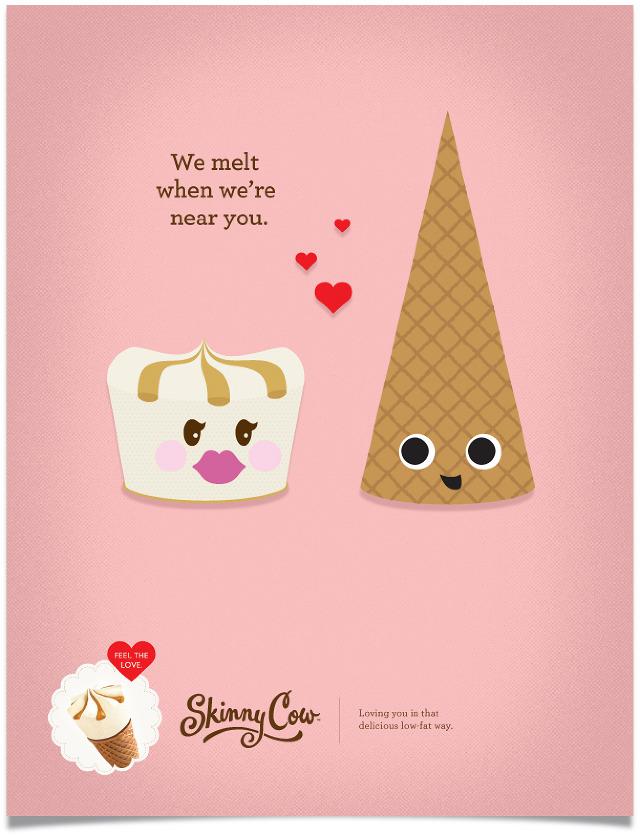 We melt
when we're
near you.
FEEL THE
LOVE.
Skinny Cow™
Loving you in that
delicious low-fat way.